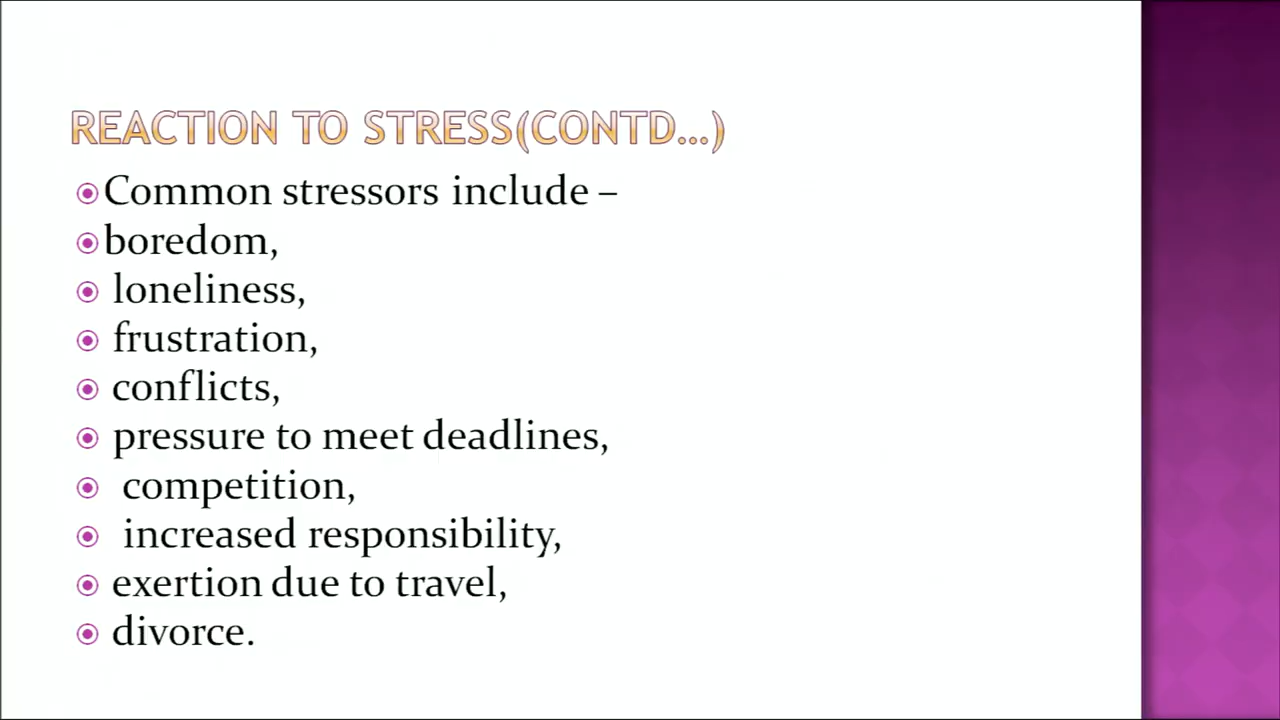 REACTION TO STRESS(CONTD...)
Common stressors include –
boredom,
loneliness,
frustration,
conflicts,
pressure to meet deadlines,
competition,
increased responsibility,
exertion due to travel,
divorce.